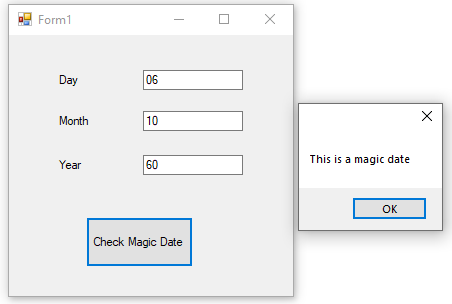 Form1
Day 06
Month 10
Year 60
Check Magic Date
This is a magic date
OK